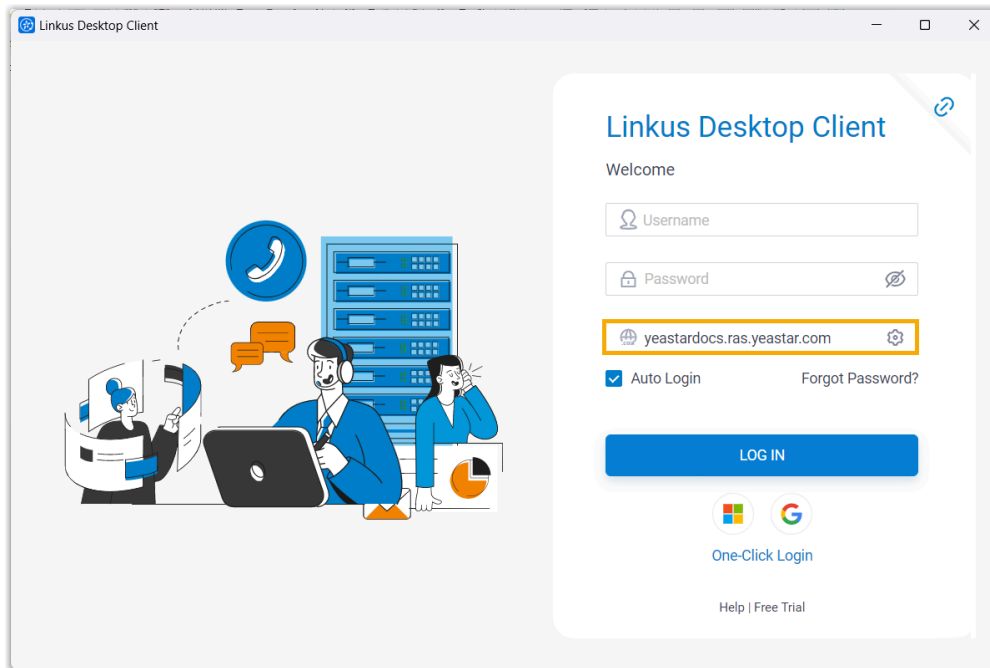 Linkus Desktop Client
Linkus Desktop Client
Welcome
Username
Password
.com
yeastardocs.ras.yeastar.com
Auto Login
Forgot Password?
LOG IN
One-Click Login
Help | Free Trial